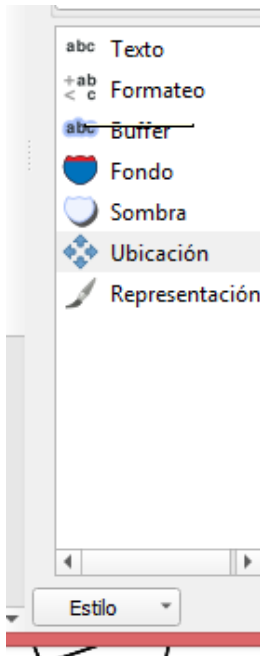 abc Texto
+ab
< c Formateo
abc Buffer
Fondo
Sombra
Ubicación
Representación
Estilo